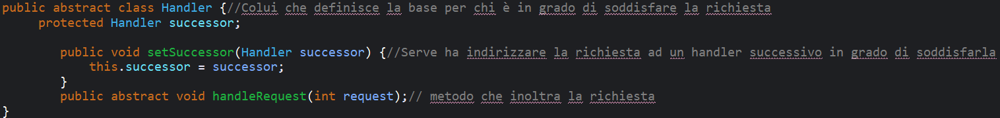 public abstract class Handler {//Colui che definisce la base per chi è in grado di soddisfare la richiesta
protected Handler successor;
public void setSuccessor(Handler successor) {//Serve ha indirizzare la richiesta ad un handler successivo in grado di soddisfarla
this.successor = successor;
}
public abstract void handleRequest(int request);// metodo che inoltra la richiesta
}